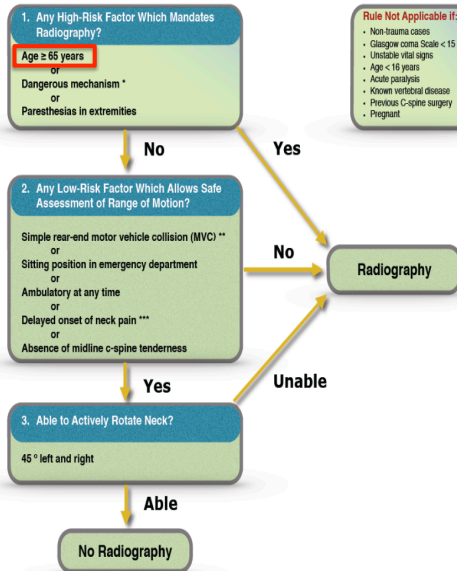 1. Any High-Risk Factor Which Mandates
Radiography?
Age ≥ 65 years
or
Dangerous mechanism *
or
Paresthesias in extremities
Rule Not Applicable if:
• Non-trauma cases
• Glasgow coma Scale < 15
• Unstable vital signs
• Age < 16 years
• Acute paralysis
• Known vertebral disease
• Previous C-spine surgery
• Pregnant
No
Yes
2. Any Low-Risk Factor Which Allows Safe
Assessment of Range of Motion?
Simple rear-end motor vehicle collision (MVC) **
or
Sitting position in emergency department
or
Ambulatory at any time
or
Delayed onset of neck pain ***
or
Absence of midline c-spine tenderness
No
Radiography
Yes
Unable
3. Able to Actively Rotate Neck?
45 º left and right
Able
No Radiography